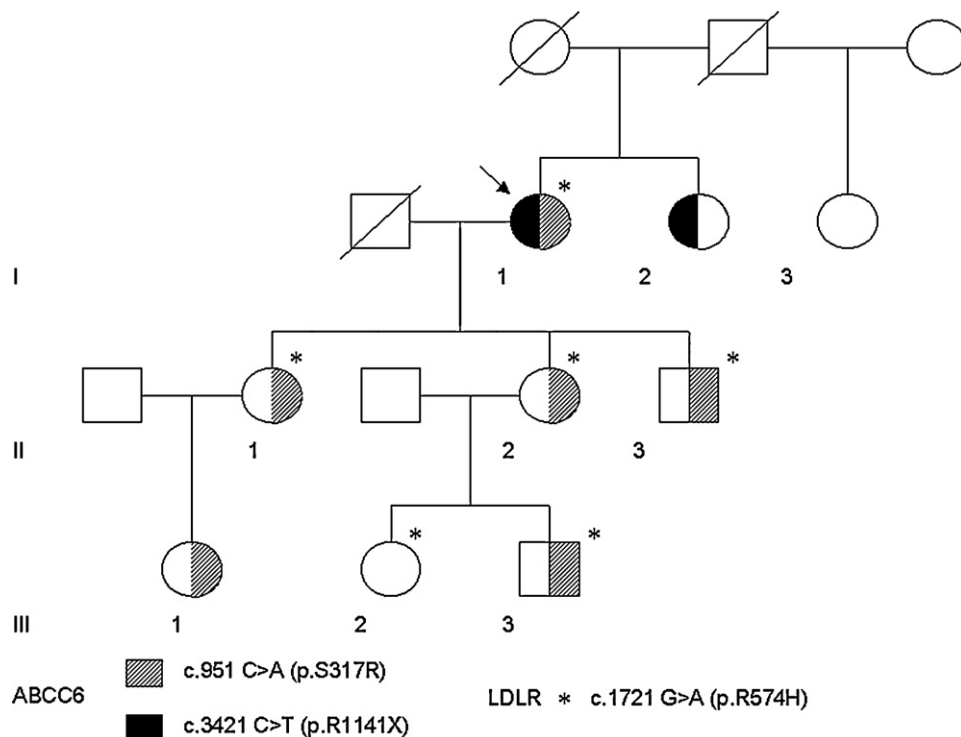 *
I 1 2 3
* * *
II 1 2 3
* *
III 1 2 3
c.951 C>A (p.S317R)
ABCC6 LDLR * c.1721 G>A (p.R574H)
c.3421 C>T (p.R1141X)